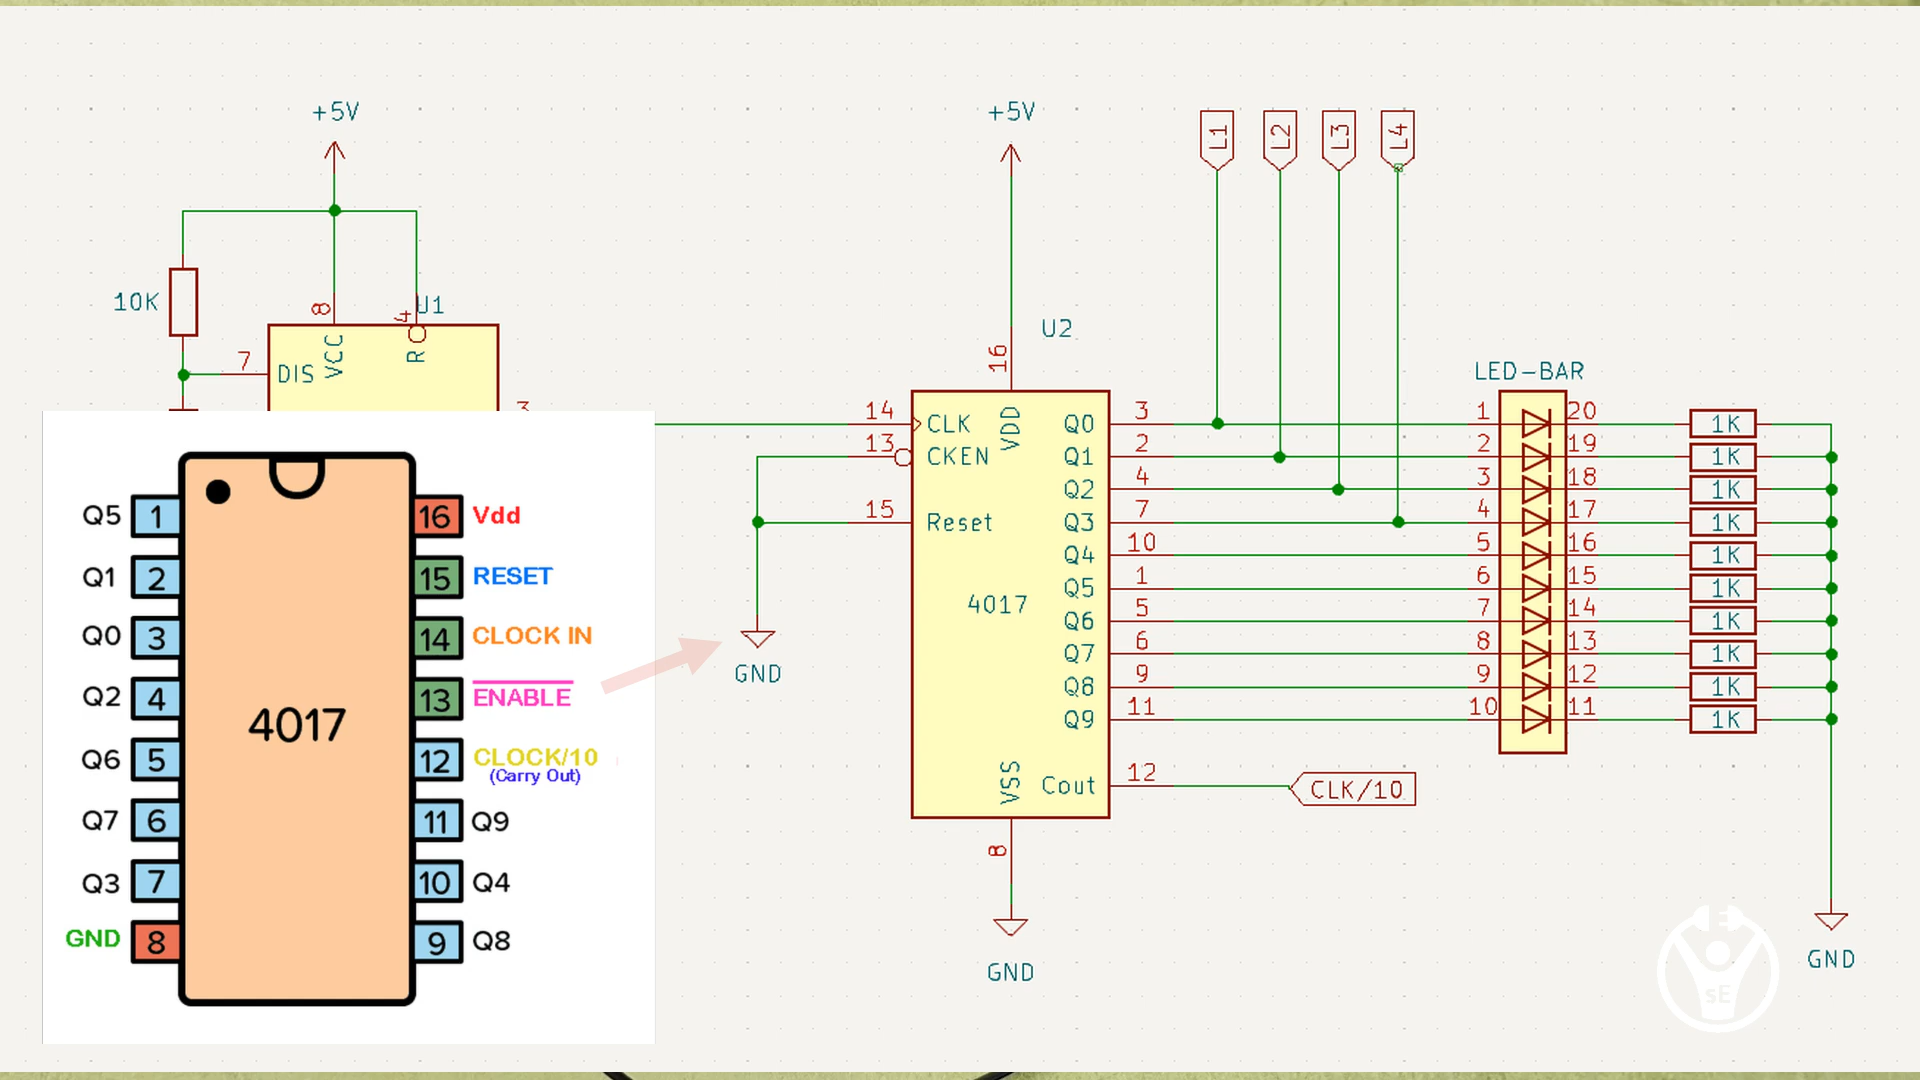 +5V
+5V
L1
L2
L3
L4
10K
8
4
U1
U2
7
DIS
VCC
R
3
16
LED-BAR
14
CLK
VDD
Q0
3
1
20
1K
13
CKEN
Q1
2
2
19
1K
Q2
4
3
18
1K
15
Reset
Q3
7
4
17
1K
Q4
10
5
16
1K
4017
Q5
1
6
15
1K
Q6
5
7
14
1K
Q7
6
8
13
1K
Q8
9
9
12
1K
Q9
11
10
11
1K
GND
VSS
Cout
12
CLK/10
8
GND
GND
Q5 1
16 Vdd
Q1 2
15 RESET
Q0 3
14 CLOCK IN
Q2 4
13 ENABLE
4017
Q6 5
12 CLOCK/10
(Carry Out)
Q7 6
11 Q9
Q3 7
10 Q4
GND 8
9 Q8
sE